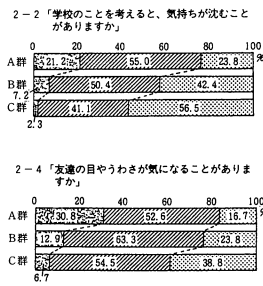 2－2「学校のことを考えると、気持ちが沈むこと
がありますか」
0 20 40 60 80 100
%
A群 21.2 55.0 23.8
B群 50.4 42.4
7.2
C群 41.1 56.5
2.3
2－4「友達の目やうわさが気になることがありま
すか」
0 20 40 60 80 100
%
A群 30.8 52.6 16.7
B群 12.9 63.3 23.8
C群 54.5 38.8
6.7